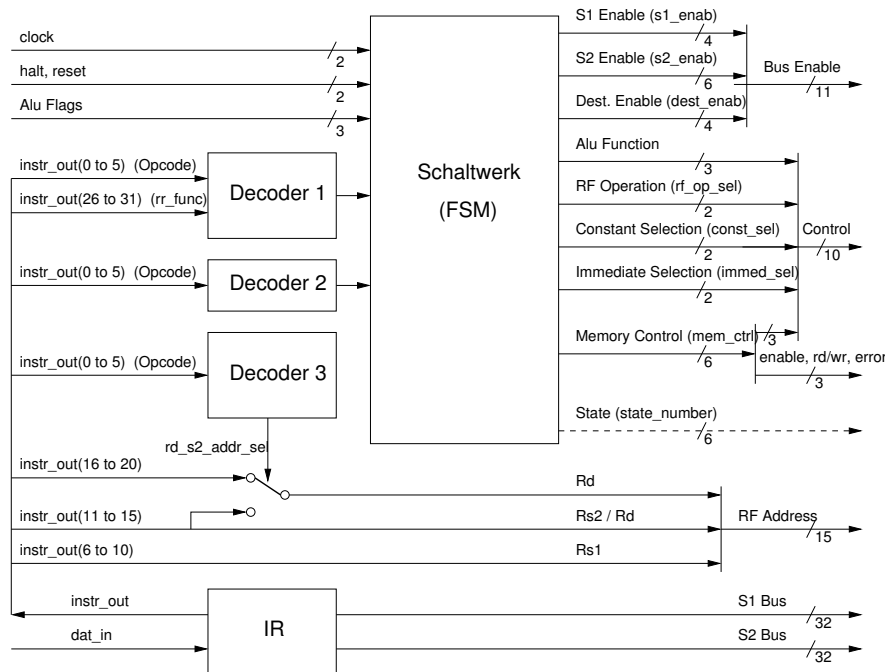 clock
2
halt, reset
2
Alu Flags
3
instr_out(0 to 5) (Opcode)
instr_out(26 to 31) (rr_func)
Decoder 1
instr_out(0 to 5) (Opcode)
Decoder 2
instr_out(0 to 5) (Opcode)
Decoder 3
rd_s2_addr_sel
Schaltwerk
(FSM)
S1 Enable (s1_enab)
4
S2 Enable (s2_enab)
6
Dest. Enable (dest_enab)
4
Bus Enable
11
Alu Function
3
RF Operation (rf_op_sel)
2
Constant Selection (const_sel)
2
Control
10
Immediate Selection (immed_sel)
2
Memory Control (mem_ctrl)
6
3
enable, rd/wr, error
3
State (state_number)
6
instr_out(16 to 20)
Rd
instr_out(11 to 15)
Rs2 / Rd
RF Address
15
instr_out(6 to 10)
Rs1
instr_out
dat_in
IR
S1 Bus
32
S2 Bus
32